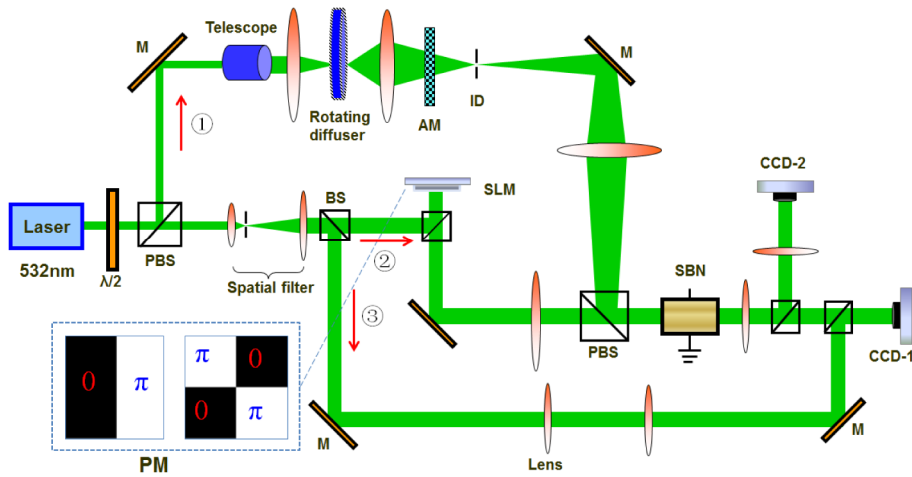 Telescope
M
M
ID
AM
Rotating
diffuser
①
CCD-2
SLM
BS
Laser
PBS
②
SBN
532nm
λ/2
Spatial filter
③
PBS
CCD-1
0
π
π
0
0
π
M
M
Lens
PM